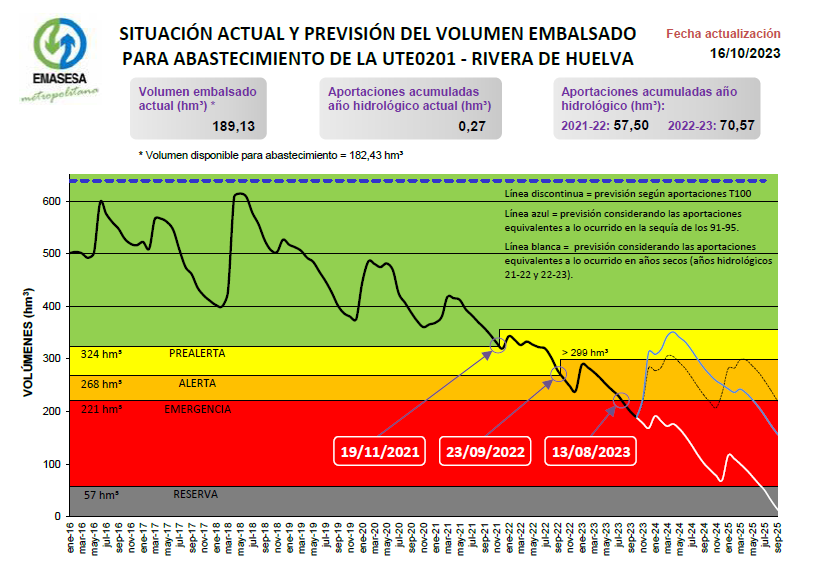 EMASESA
metropolitana
SITUACIÓN ACTUAL Y PREVISIÓN DEL VOLUMEN EMBALSADO
PARA ABASTECIMIENTO DE LA UTE0201 - RIVERA DE HUELVA
Fecha actualización
16/10/2023
Volumen embalsado
actual (hm³) *
189,13
Aportaciones acumuladas
año hidrológico actual (hm³)
0,27
Aportaciones acumuladas año
hidrológico (hm³):
2021-22: 57,50 2022-23: 70,57
* Volumen disponible para abastecimiento = 182,43 hm³
VOLÚMENES (hm³)
600
500
400
300
200
100
0
Línea discontinua = previsión según aportaciones T100
Línea azul = previsión considerando las aportaciones
equivalentes a lo ocurrido en la sequía de los 91-95.
Línea blanca = previsión considerando las aportaciones
equivalentes a lo ocurrido en años secos (años hidrológicos
21-22 y 22-23).
324 hm³ PREALERTA
> 299 hm³
268 hm³ ALERTA
221 hm³ EMERGENCIA
19/11/2021
23/09/2022
13/08/2023
57 hm³ RESERVA
ene-16
mar-16
may-16
jul-16
sep-16
nov-16
ene-17
mar-17
may-17
jul-17
sep-17
nov-17
ene-18
mar-18
may-18
jul-18
sep-18
nov-18
ene-19
mar-19
may-19
jul-19
sep-19
nov-19
ene-20
mar-20
may-20
jul-20
sep-20
nov-20
ene-21
mar-21
may-21
jul-21
sep-21
nov-21
ene-22
mar-22
may-22
jul-22
sep-22
nov-22
ene-23
mar-23
may-23
jul-23
sep-23
nov-23
ene-24
mar-24
may-24
jul-24
sep-24
nov-24
ene-25
mar-25
may-25
jul-25
sep-25